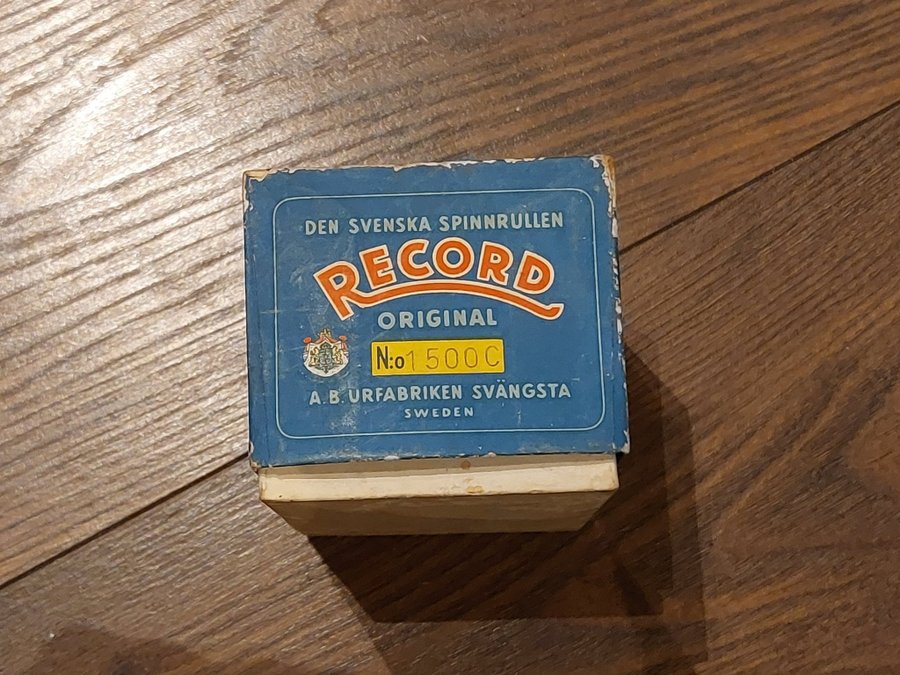 DEN SVENSKA SPINNRULLEN
RECORD
ORIGINAL
N:o 1500C
A.B. URFABRIKEN SVÄNGSTA
SWEDEN